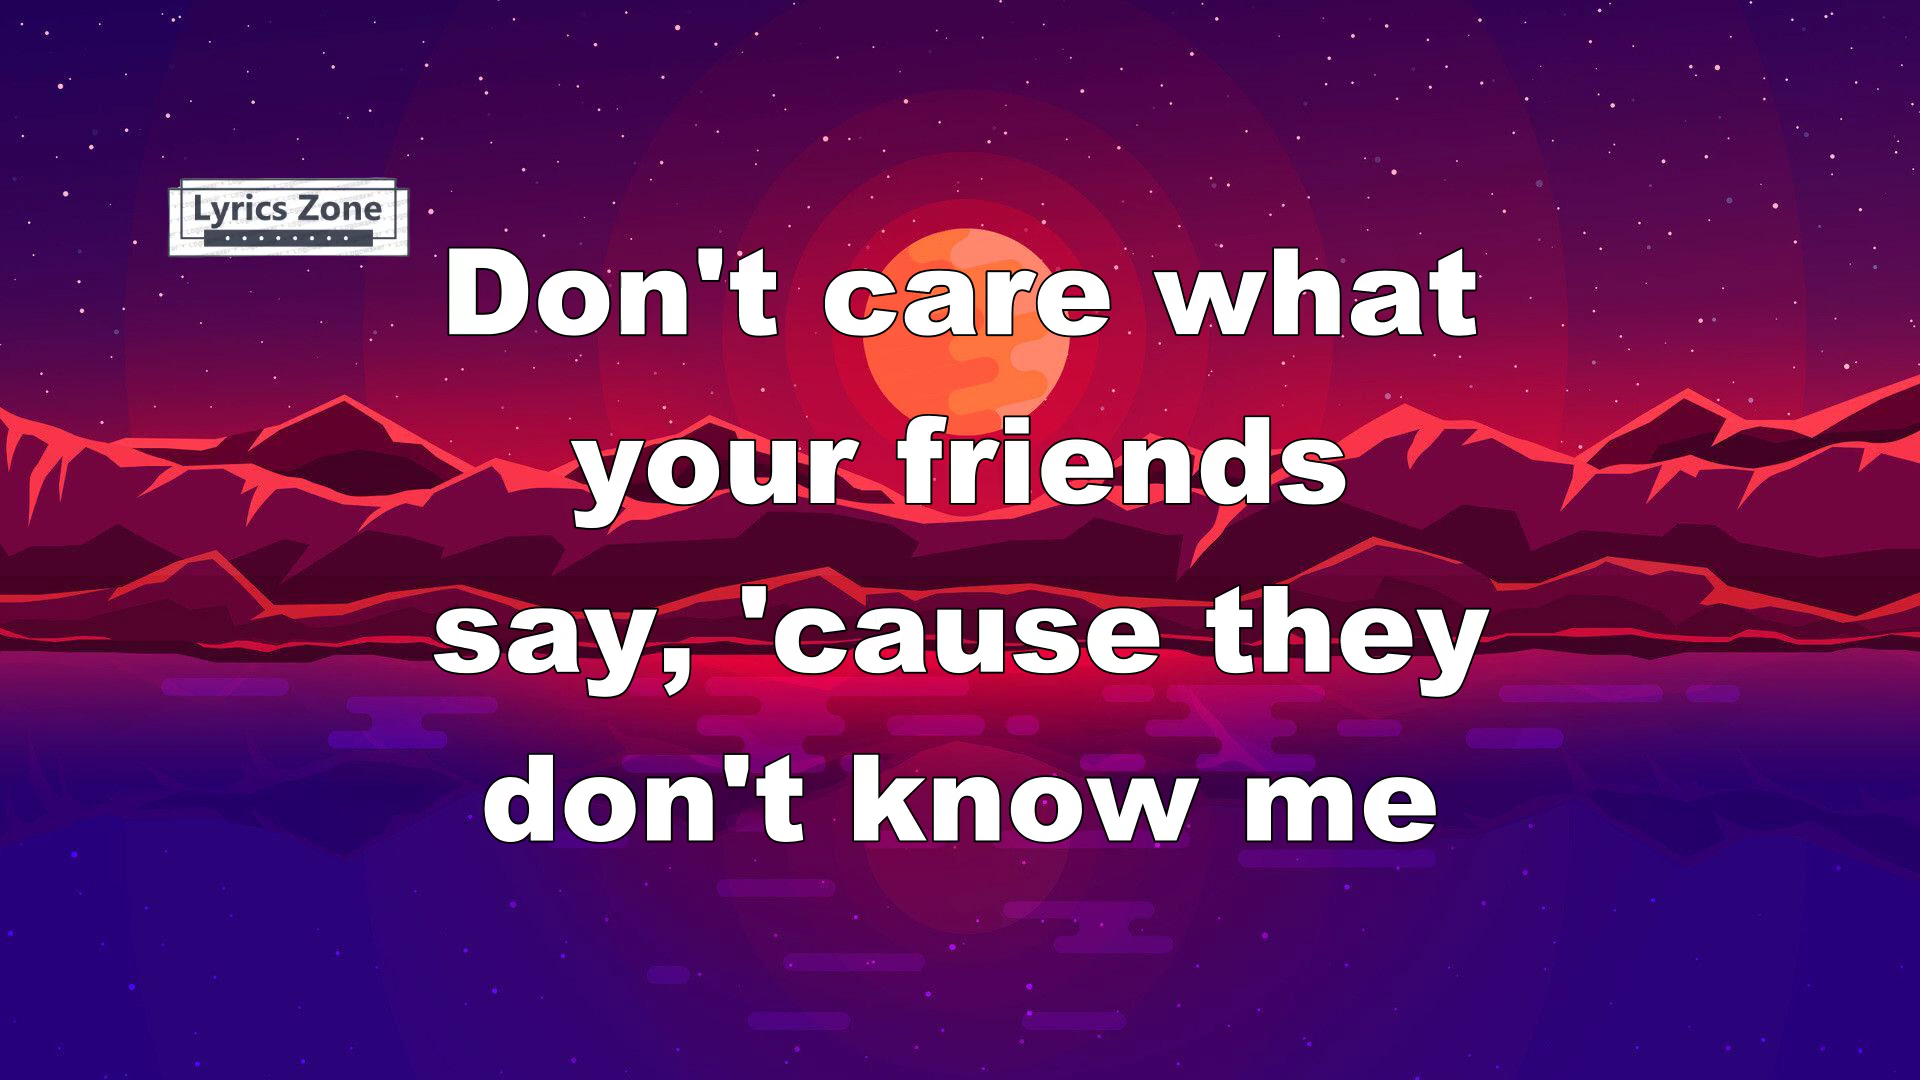 Lyrics Zone
Don't care what
your friends
say, 'cause they
don't know me